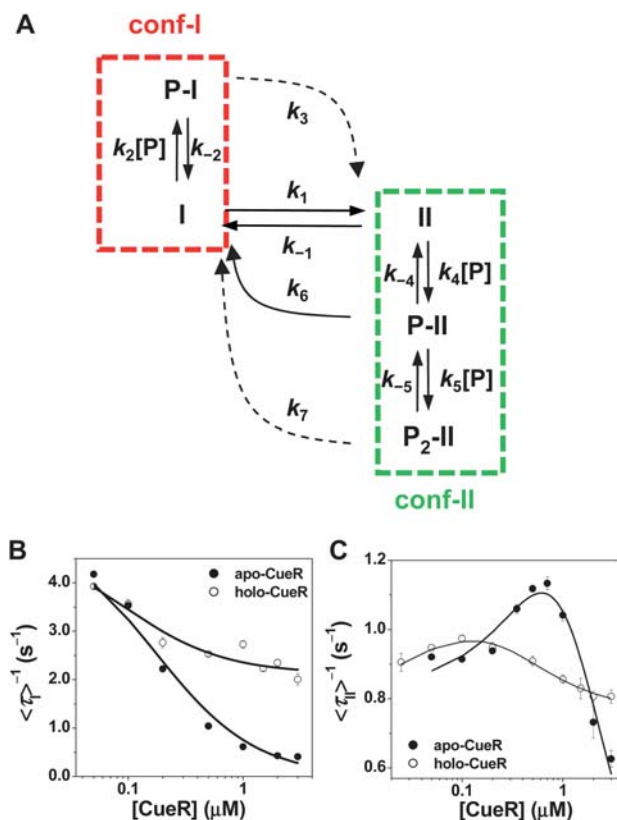 A
conf-I
P-I
k₂[P] k₋₂
I
k₃
k₁
k₋₁
k₆
k₇
II
k₋₄ k₄[P]
P-II
k₋₅ k₅[P]
P₂-II
conf-II
B
4.0
3.0
2.0
1.0
0.0
<τI>⁻¹ (s⁻¹)
apo-CueR
holo-CueR
0.1 1
[CueR] (μM)
C
1.2
1.0
0.8
0.6
<τII>⁻¹ (s⁻¹)
apo-CueR
holo-CueR
0.1 1
[CueR] (μM)